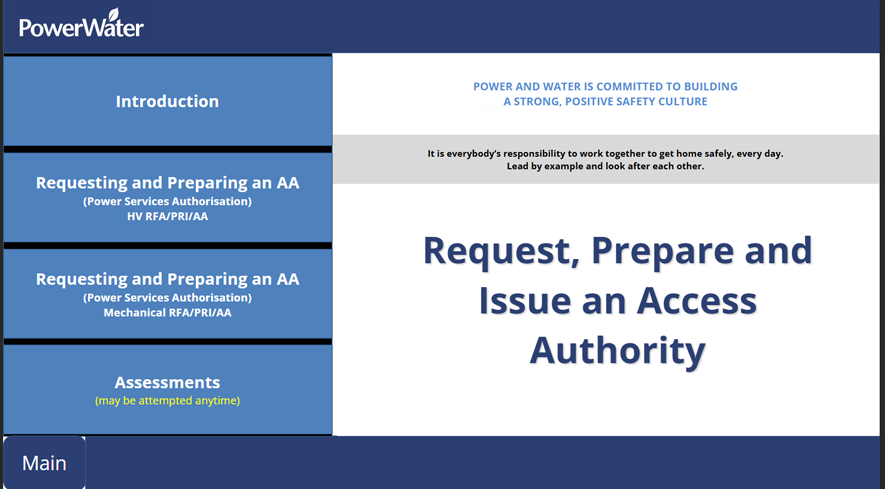 PowerWater
Introduction
Requesting and Preparing an AA
(Power Services Authorisation)
HV RFA/PRI/AA
Requesting and Preparing an AA
(Power Services Authorisation)
Mechanical RFA/PRI/AA
Assessments
(may be attempted anytime)
Main
POWER AND WATER IS COMMITTED TO BUILDING
A STRONG, POSITIVE SAFETY CULTURE
It is everybody's responsibility to work together to get home safely, every day.
Lead by example and look after each other.
Request, Prepare and
Issue an Access
Authority